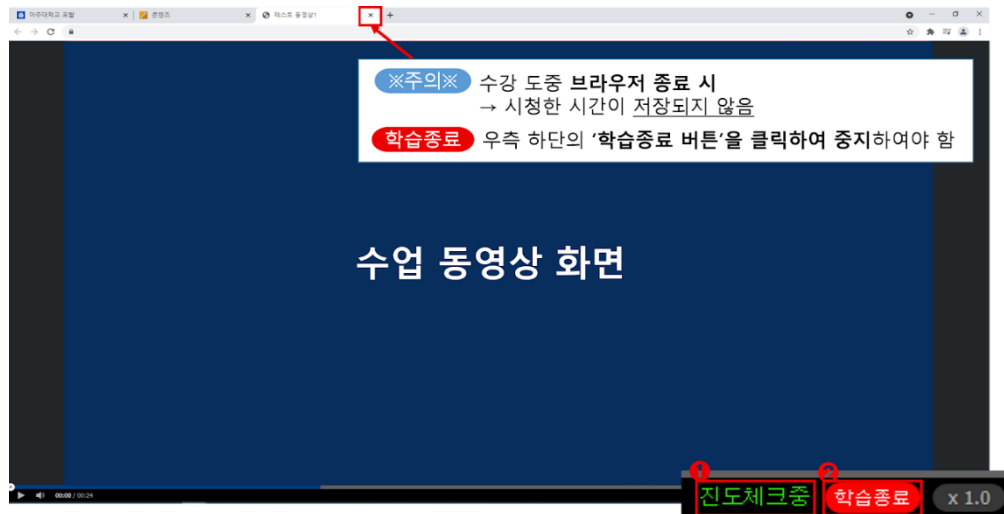 아주대학교 포탈
콘텐츠
테스트 동영상1
※주의※ 수강 도중 브라우저 종료 시
→ 시청한 시간이 저장되지 않음
학습종료 우측 하단의 ‘학습종료 버튼’을 클릭하여 중지하여야 함
수업 동영상 화면
00:00 / 00:24
1 진도체크중
2 학습종료
x 1.0